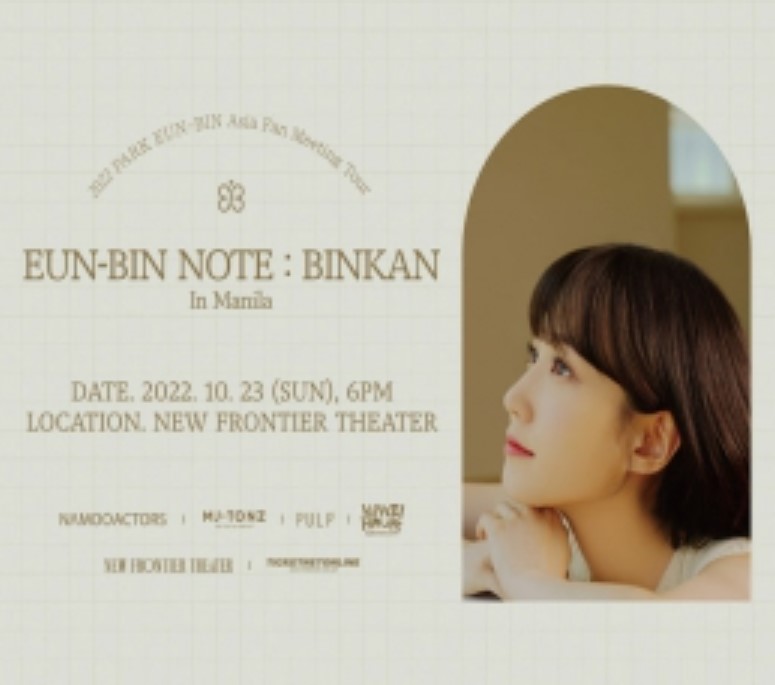 2022 PARK EUN-BIN Asia Fan Meeting Tour
EUN-BIN NOTE : BINKAN
In Manila
DATE. 2022. 10. 23 (SUN), 6PM
LOCATION. NEW FRONTIER THEATER
NAMOOACTORS | MU-TONZ | PULP |
NEW FRONTIER THEATER | TICKETNETONLINE